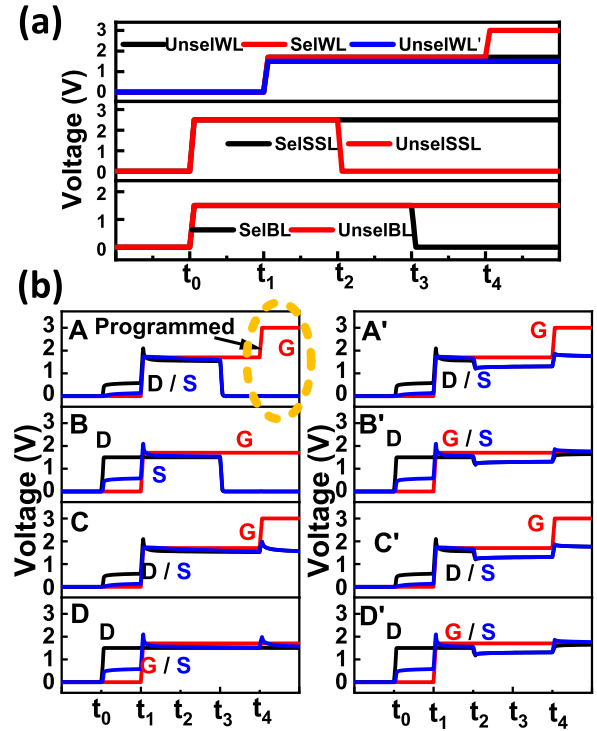 (a)
3
2
1
0
UnselWL SelWL UnselWL'
3
2
1
0
SelSSL UnselSSL
2
1
0
SelBL UnselBL
Voltage (V)
t0 t1 t2 t3 t4
(b)
A
3
2
1
0
Programmed
G
D / S
A'
3
2
1
0
G
D / S
B
3
2
1
0
D
G
S
B'
3
2
1
0
D
G / S
C
3
2
1
0
G
D / S
C'
3
2
1
0
G
D / S
D
3
2
1
0
D
G / S
D'
3
2
1
0
D
G / S
Voltage (V)
Voltage (V)
t0 t1 t2 t3 t4
t0 t1 t2 t3 t4